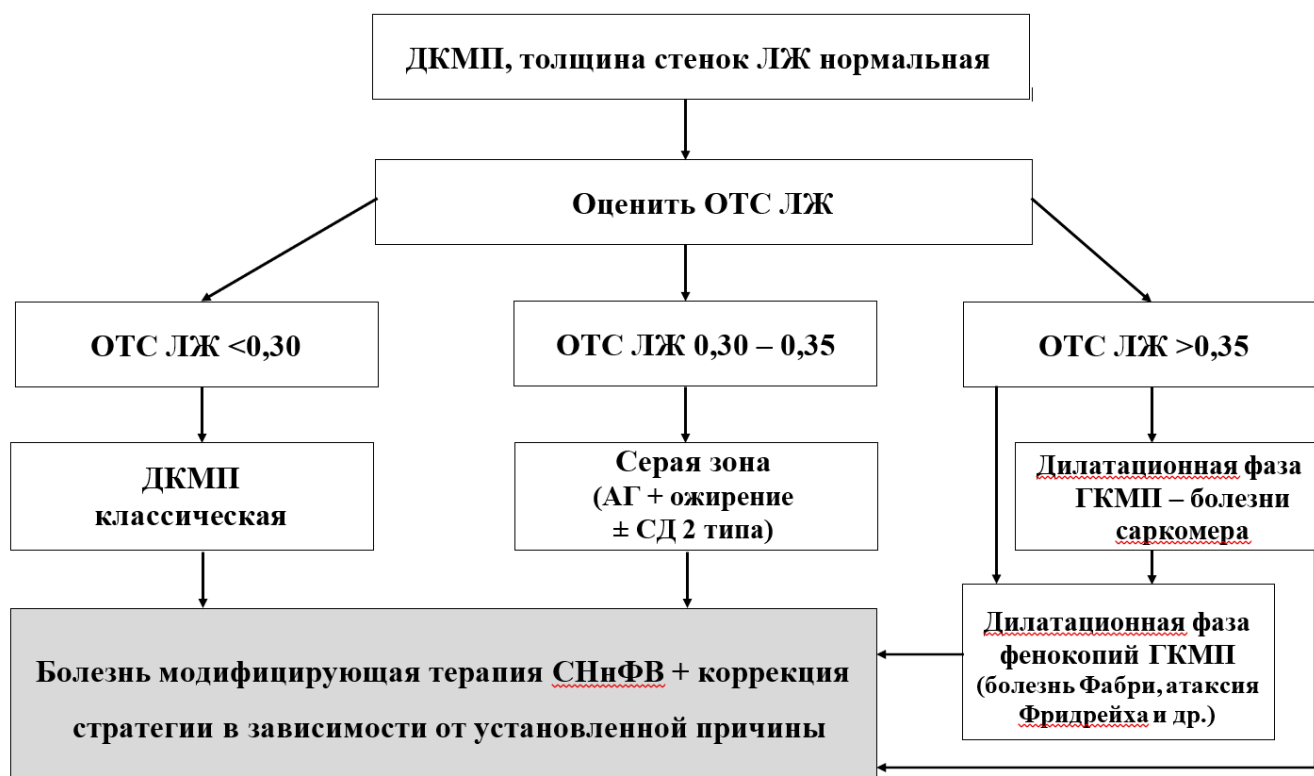 ДКМП, толщина стенок ЛЖ нормальная
Оценить ОТС ЛЖ
ОТС ЛЖ <0,30
ОТС ЛЖ 0,30 – 0,35
ОТС ЛЖ >0,35
ДКМП
классическая
Серая зона
(АГ + ожирение
± СД 2 типа)
Дилатационная фаза
ГКМП – болезни
саркомера
Дилатационная фаза
фенокопий ГКМП
(болезнь Фабри, атаксия
Фридрейха и др.)
Болезнь модифицирующая терапия СНнФВ + коррекция
стратегии в зависимости от установленной причины